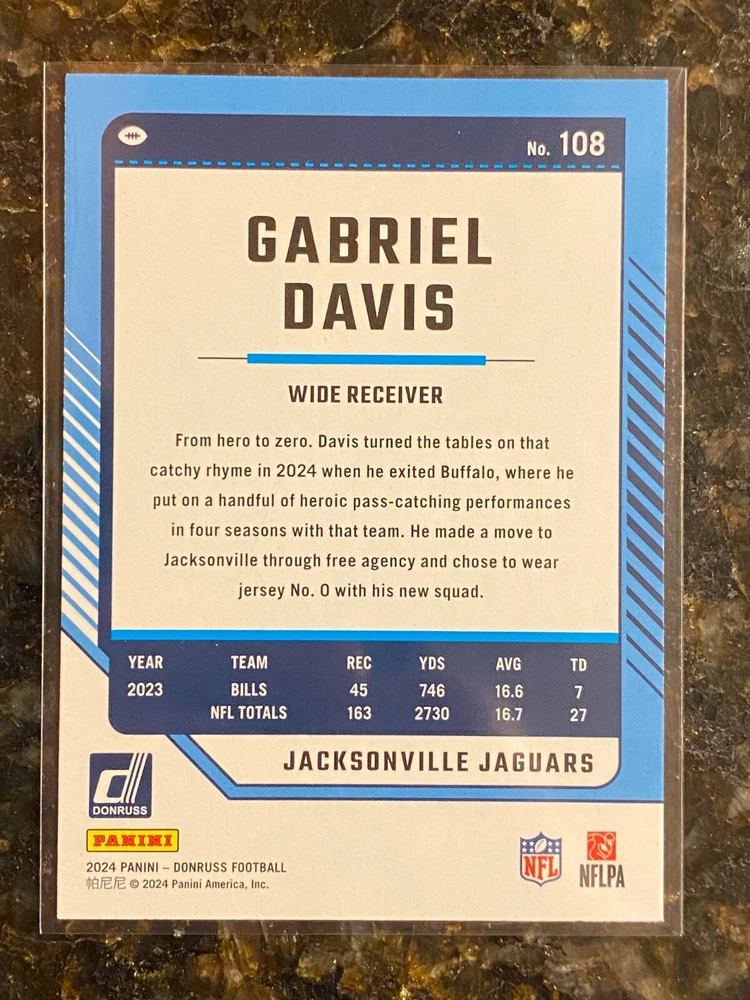 No. 108
GABRIEL
DAVIS
WIDE RECEIVER
From hero to zero. Davis turned the tables on that
catchy rhyme in 2024 when he exited Buffalo, where he
put on a handful of heroic pass-catching performances
in four seasons with that team. He made a move to
Jacksonville through free agency and chose to wear
jersey No. 0 with his new squad.
YEAR TEAM REC YDS AVG TD
2023 BILLS 45 746 16.6 7
NFL TOTALS 163 2730 16.7 27
JACKSONVILLE JAGUARS
d
DONRUSS
PANINI
2024 PANINI – DONRUSS FOOTBALL
帕尼尼 © 2024 Panini America, Inc.
NFL
NFLPA